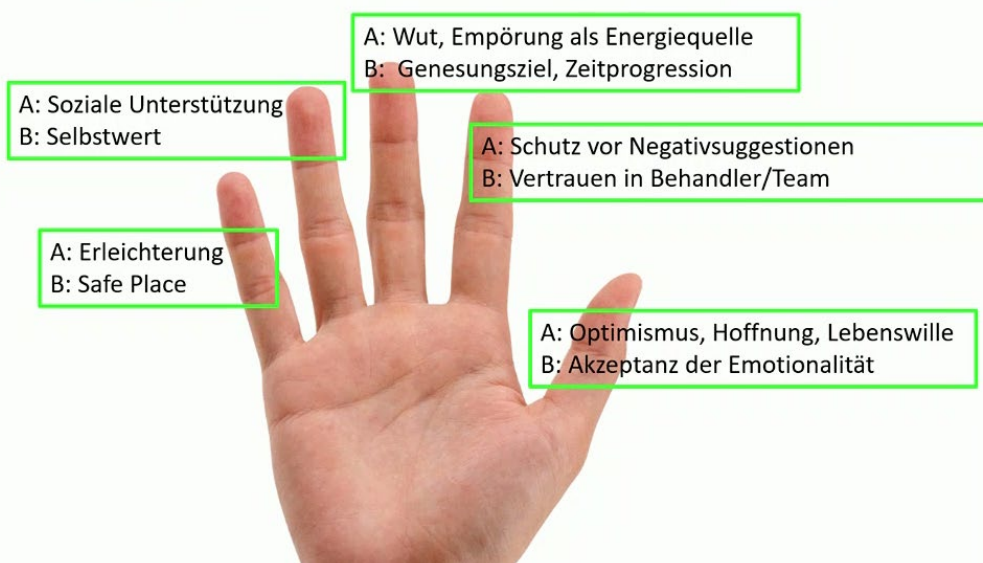 A: Wut, Empörung als Energiequelle
B: Genesungsziel, Zeitprogression
A: Soziale Unterstützung
B: Selbstwert
A: Schutz vor Negativsuggestionen
B: Vertrauen in Behandler/Team
A: Erleichterung
B: Safe Place
A: Optimismus, Hoffnung, Lebenswille
B: Akzeptanz der Emotionalität